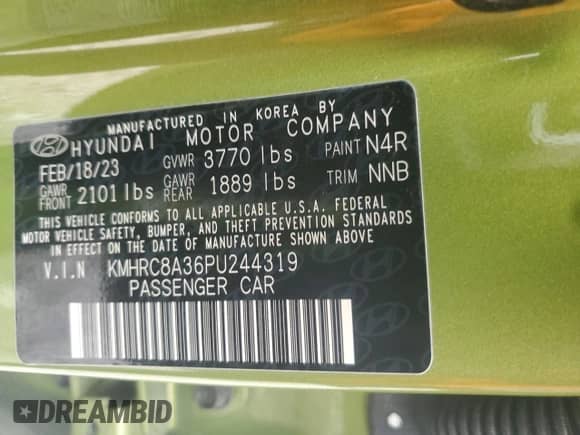 MANUFACTURED IN KOREA BY
HYUNDAI MOTOR COMPANY
FEB/18/23 GVWR 3770 lbs PAINT N4R
GAWR FRONT 2101 lbs GAWR REAR 1889 lbs TRIM NNB
THIS VEHICLE CONFORMS TO ALL APPLICABLE U.S.A. FEDERAL
MOTOR VEHICLE SAFETY, BUMPER, AND THEFT PREVENTION STANDARDS
IN EFFECT ON THE DATE OF MANUFACTURE SHOWN ABOVE
V.I.N KMHRC8A36PU244319
PASSENGER CAR
DREAMBID